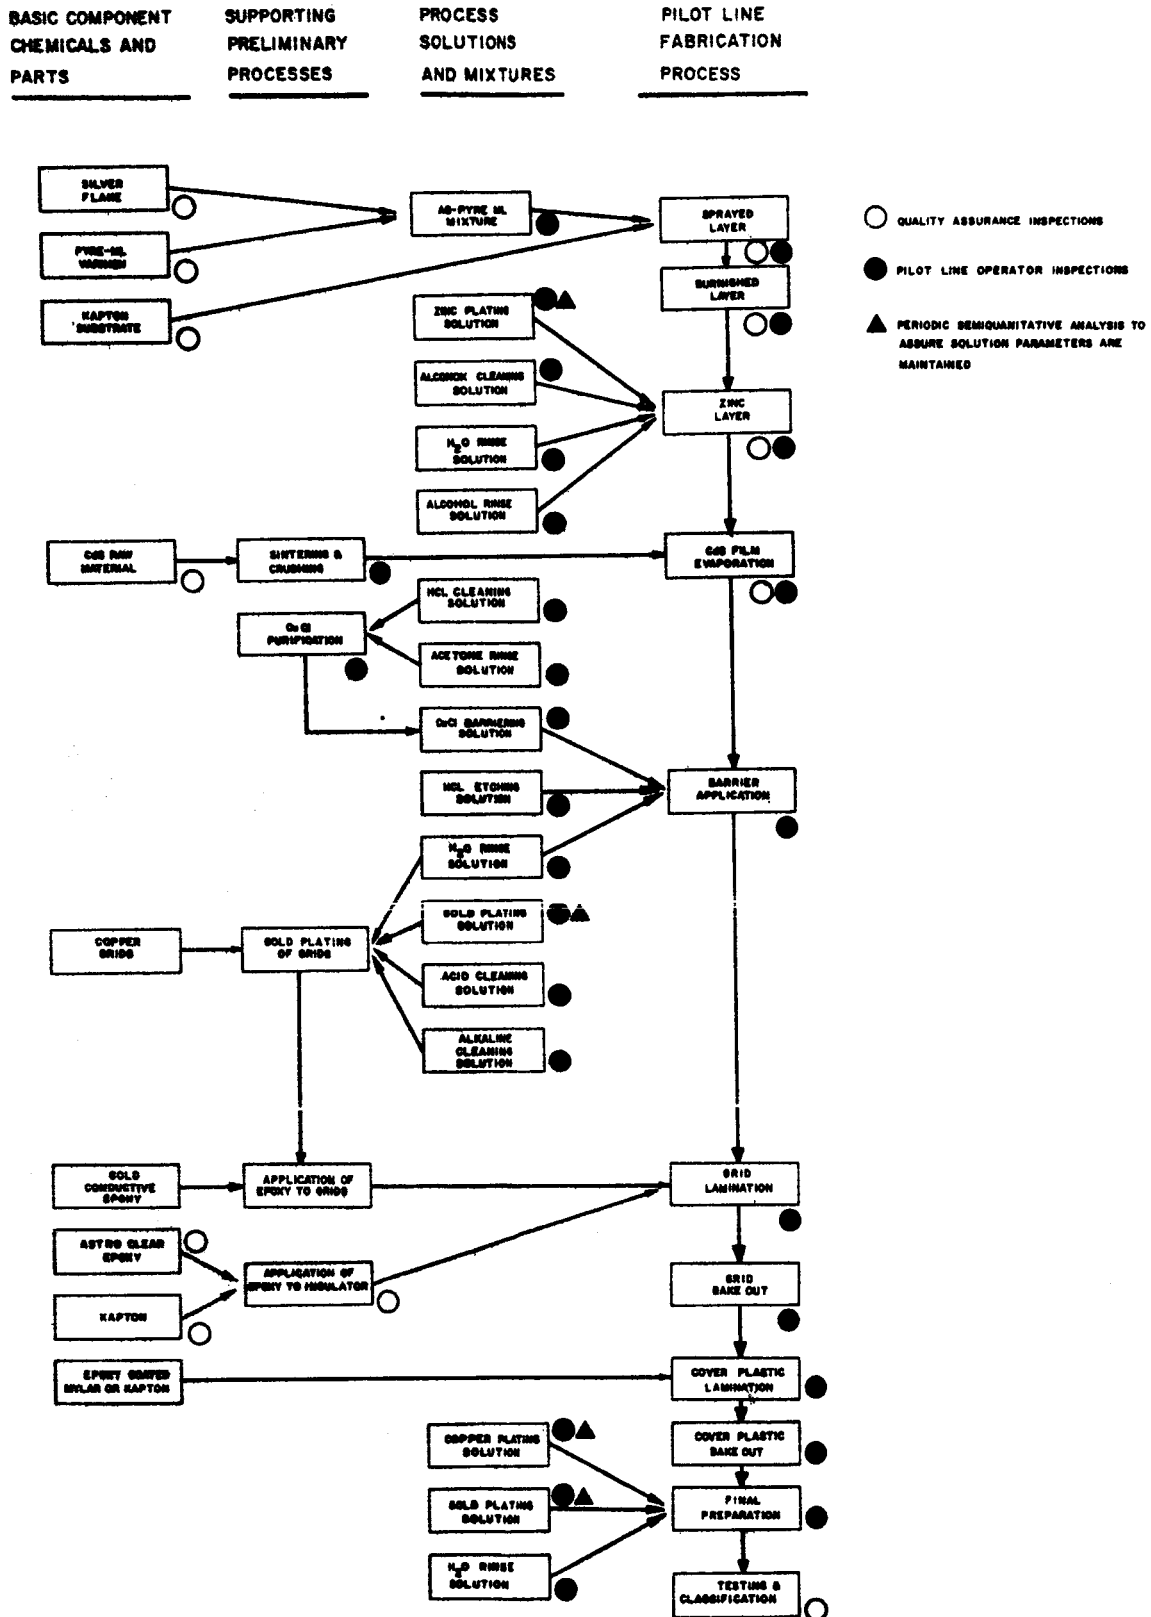 BASIC COMPONENT
CHEMICALS AND
PARTS
SUPPORTING
PRELIMINARY
PROCESSES
PROCESS
SOLUTIONS
AND MIXTURES
PILOT LINE
FABRICATION
PROCESS
SILVER
FLAKE
PYRE-ML
KAPTON
SUBSTRATE
AG-PYRE ML
MIXTURE
SPRAYED
LAYER
BURNISHED
LAYER
ZINC PLATING
SOLUTION
ALCONOX CLEANING
SOLUTION
H2O RINSE
SOLUTION
ALCOHOL RINSE
SOLUTION
ZINC
LAYER
QUALITY ASSURANCE INSPECTIONS
PILOT LINE OPERATOR INSPECTIONS
PERIODIC SEMIQUANITATIVE ANALYSIS TO
ASSURE SOLUTION PARAMETERS ARE
MAINTAINED
CdS RAW
MATERIAL
SINTERING &
CRUSHING
CdS FILM
EVAPORATION
HCL CLEANING
SOLUTION
CuCl
PURIFICATION
ACETONE RINSE
SOLUTION
CuCl BARRIERING
SOLUTION
HCL ETCHING
SOLUTION
BARRIER
APPLICATION
H2O RINSE
SOLUTION
GOLD PLATING
SOLUTION
COPPER
GRIDS
GOLD PLATING
OF GRIDS
ACID CLEANING
SOLUTION
ALKALINE
CLEANING
SOLUTION
GOLD
CONDUCTIVE
EPOXY
APPLICATION OF
EPOXY TO GRIDS
GRID
LAMINATION
ASTRO CLEAR
EPOXY
KAPTON
APPLICATION OF
EPOXY TO INSULATOR
GRID
BAKE OUT
EPOXY COATED
MYLAR OR KAPTON
COVER PLASTIC
LAMINATION
COPPER PLATING
SOLUTION
COVER PLASTIC
BAKE OUT
GOLD PLATING
SOLUTION
FINAL
PREPARATION
H2O RINSE
SOLUTION
TESTING &
CLASSIFICATION